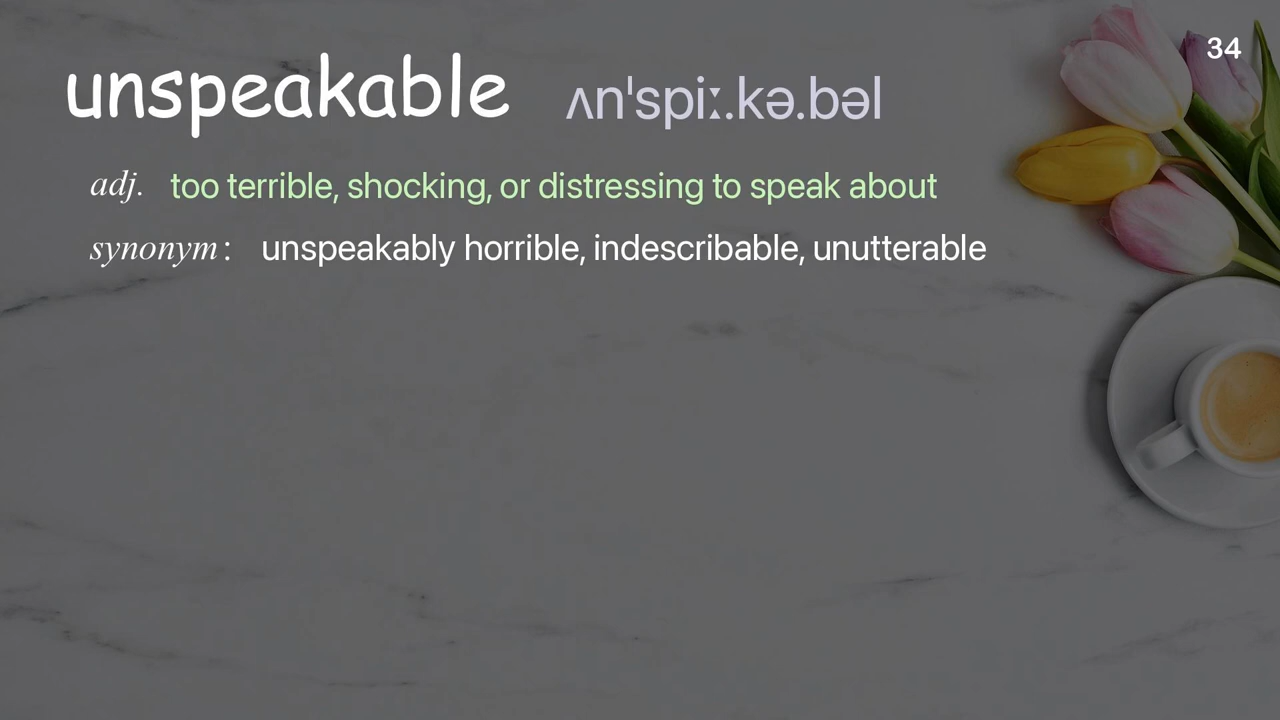 34
unspeakable ʌnˈspiː.kə.bəl
adj. too terrible, shocking, or distressing to speak about
synonym: unspeakably horrible, indescribable, unutterable